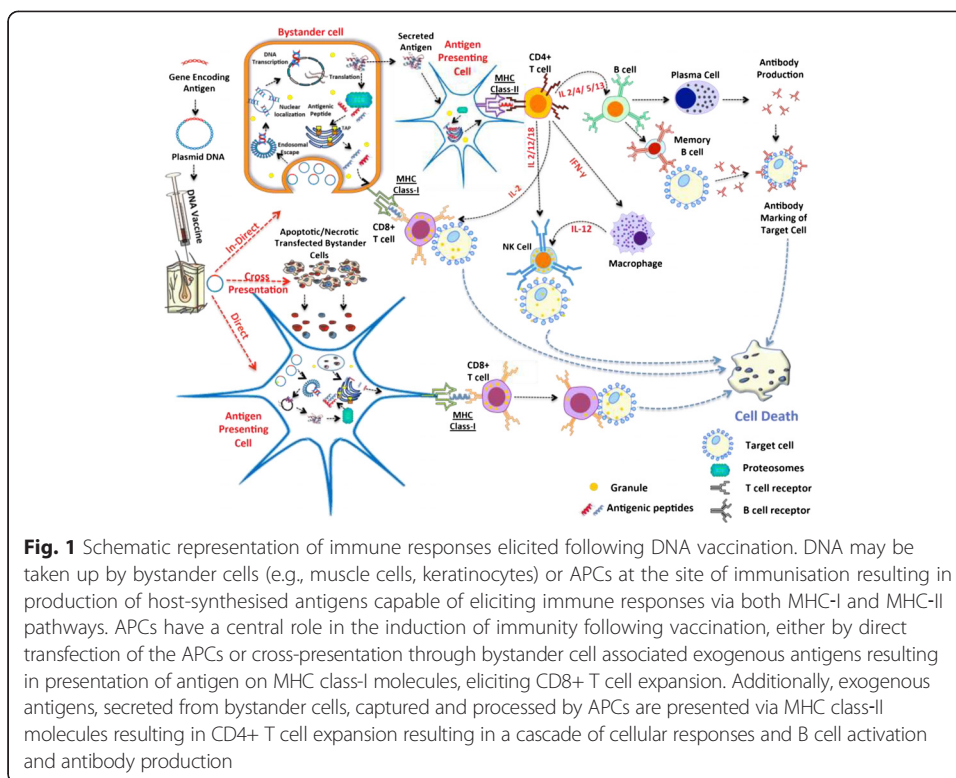 Bystander cell
DNA
Transcription
Translation
Nuclear
localization
Antigenic
Peptide
TAP
Endosomal
Escape
Secreted
Antigen
Antigen
Presenting
Cell
MHC
Class-II
CD4+
T cell
IL 2/4/ 5/13
B cell
Plasma Cell
Antibody
Production
Gene Encoding
Antigen
Plasmid DNA
DNA Vaccine
MHC
Class-I
CD8+
T cell
IL-2
IL 2/12/18
IFN-γ
IL-12
NK Cell
Macrophage
Memory
B cell
Antibody
Marking of
Target Cell
In-Direct
Cross
Presentation
Direct
Apoptotic/Necrotic
Transfected Bystander
Cells
Antigen
Presenting
Cell
MHC
Class-I
CD8+
T cell
Cell Death
Target cell
Proteosomes
Granule
T cell receptor
Antigenic peptides
B cell receptor
Fig. 1 Schematic representation of immune responses elicited following DNA vaccination. DNA may be
taken up by bystander cells (e.g., muscle cells, keratinocytes) or APCs at the site of immunisation resulting in
production of host-synthesised antigens capable of eliciting immune responses via both MHC-I and MHC-II
pathways. APCs have a central role in the induction of immunity following vaccination, either by direct
transfection of the APCs or cross-presentation through bystander cell associated exogenous antigens resulting
in presentation of antigen on MHC class-I molecules, eliciting CD8+ T cell expansion. Additionally, exogenous
antigens, secreted from bystander cells, captured and processed by APCs are presented via MHC class-II
molecules resulting in CD4+ T cell expansion resulting in a cascade of cellular responses and B cell activation
and antibody production